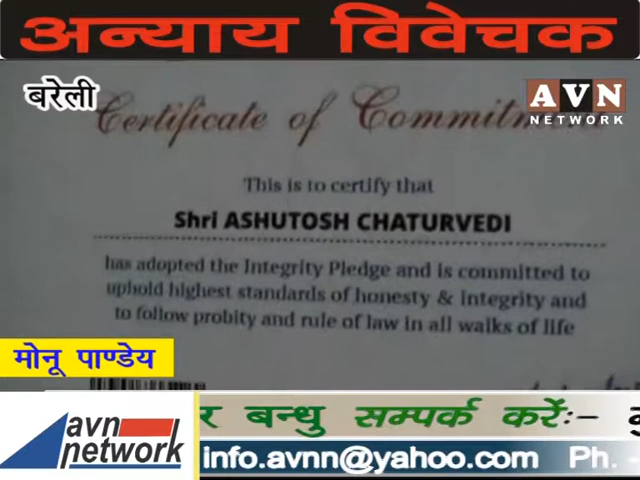 अन्याय विवेचक
बरेली
AVN
NETWORK
Certificate of Commitment
This is to certify that
Shri ASHUTOSH CHATURVEDI
has adopted the Integrity Pledge and is committed to
uphold highest standards of honesty & integrity and
to follow probity and rule of law in all walks of life
मोनू पाण्डेय
avn
network
र बन्धु सम्पर्क करें:-
info.avnn@yahoo.com Ph. -